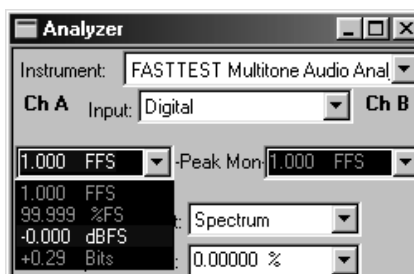 Analyzer
Instrument: FASTTEST Multitone Audio Anal
Ch A Input: Digital Ch B
1.000 FFS -Peak Mon- 1.000 FFS
1.000 FFS
99.999 %FS
-0.000 dBFS
+0.29 Bits
t: Spectrum
: 0.00000 %